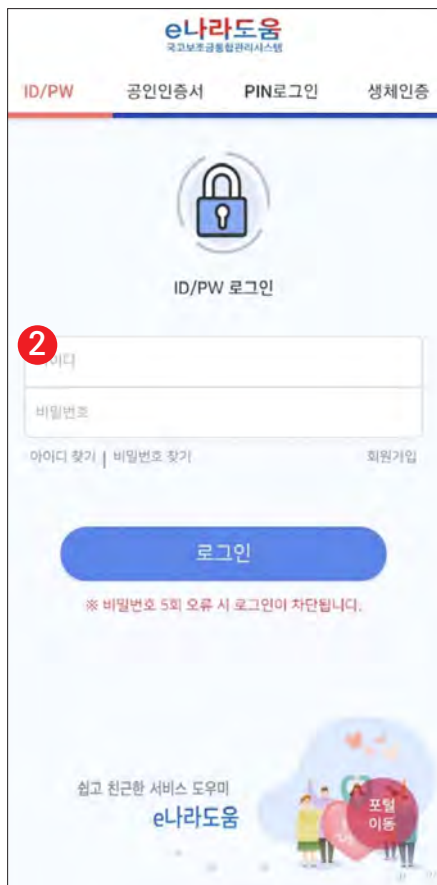 e나라도움
국고보조금통합관리시스템
ID/PW 공인인증서 PIN로그인 생체인증
ID/PW 로그인
2
아이디
비밀번호
아이디 찾기 | 비밀번호 찾기 회원가입
로그인
※ 비밀번호 5회 오류 시 로그인이 차단됩니다.
쉽고 친근한 서비스 도우미
e나라도움
포털
이동